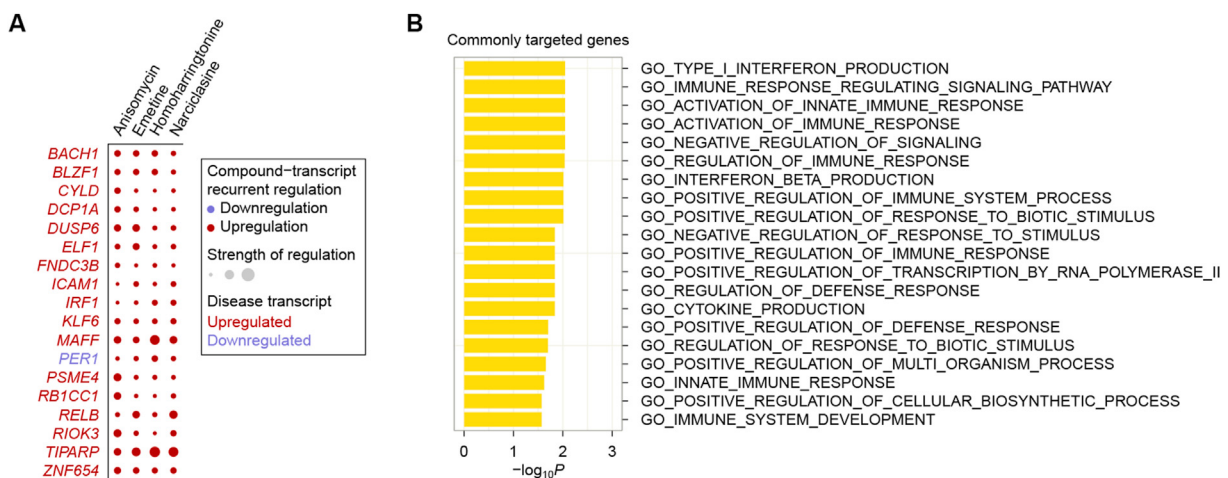 A
Anisomycin
Emetine
Homoharringtonine
Narciclasine
BACH1
BLZF1
CYLD
DCP1A
DUSP6
ELF1
FNDC3B
ICAM1
IRF1
KLF6
MAFF
PER1
PSME4
RB1CC1
RELB
RIOK3
TIPARP
ZNF654
Compound−transcript
recurrent regulation
Downregulation
Upregulation
Strength of regulation
Disease transcript
Upregulated
Downregulated
B
Commonly targeted genes
GO_TYPE_I_INTERFERON_PRODUCTION
GO_IMMUNE_RESPONSE_REGULATING_SIGNALING_PATHWAY
GO_ACTIVATION_OF_INNATE_IMMUNE_RESPONSE
GO_ACTIVATION_OF_IMMUNE_RESPONSE
GO_NEGATIVE_REGULATION_OF_SIGNALING
GO_REGULATION_OF_IMMUNE_RESPONSE
GO_INTERFERON_BETA_PRODUCTION
GO_POSITIVE_REGULATION_OF_IMMUNE_SYSTEM_PROCESS
GO_POSITIVE_REGULATION_OF_RESPONSE_TO_BIOTIC_STIMULUS
GO_NEGATIVE_REGULATION_OF_RESPONSE_TO_STIMULUS
GO_POSITIVE_REGULATION_OF_IMMUNE_RESPONSE
GO_POSITIVE_REGULATION_OF_TRANSCRIPTION_BY_RNA_POLYMERASE_II
GO_REGULATION_OF_DEFENSE_RESPONSE
GO_CYTOKINE_PRODUCTION
GO_POSITIVE_REGULATION_OF_DEFENSE_RESPONSE
GO_REGULATION_OF_RESPONSE_TO_BIOTIC_STIMULUS
GO_POSITIVE_REGULATION_OF_MULTI_ORGANISM_PROCESS
GO_INNATE_IMMUNE_RESPONSE
GO_POSITIVE_REGULATION_OF_CELLULAR_BIOSYNTHETIC_PROCESS
GO_IMMUNE_SYSTEM_DEVELOPMENT
0 1 2 3
−log10P